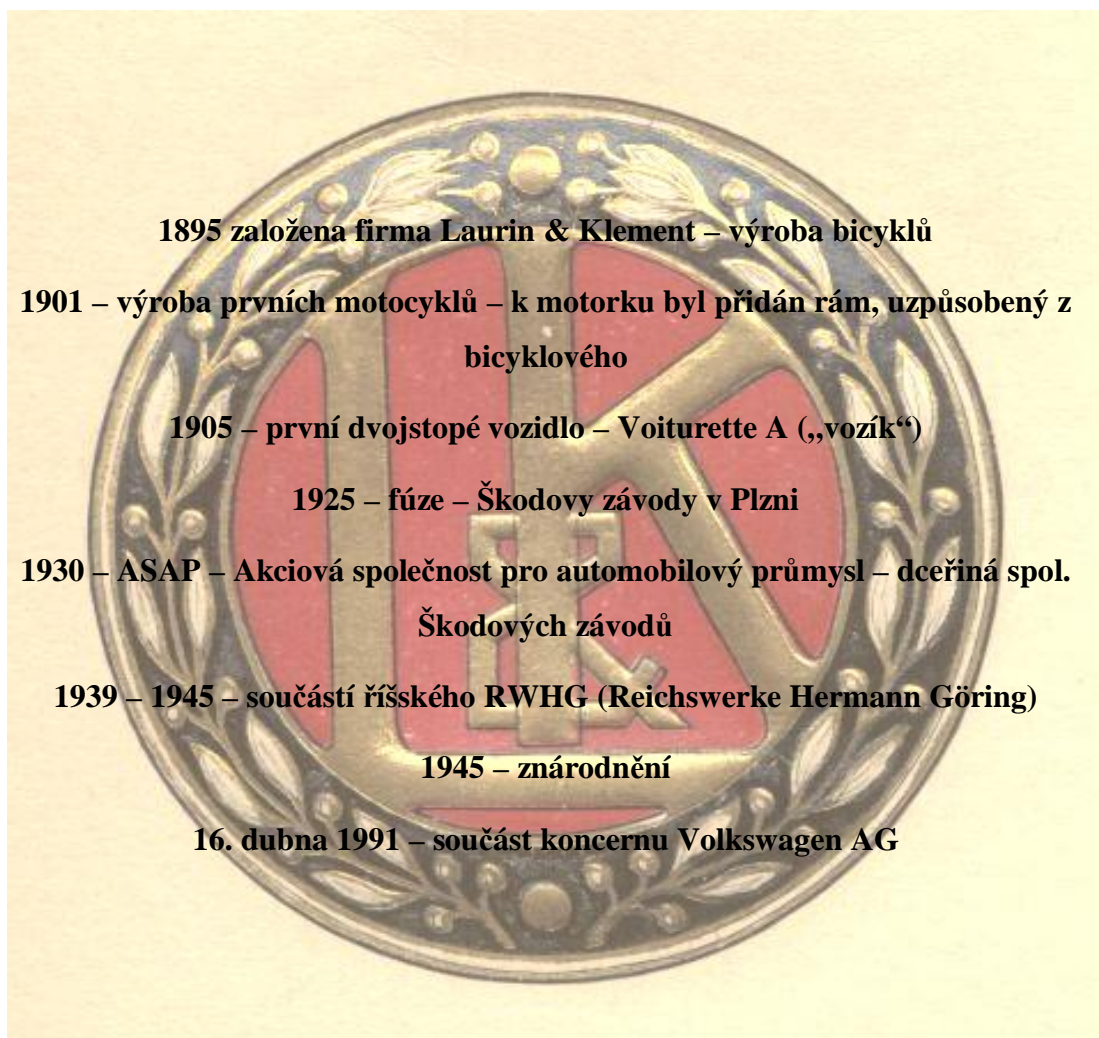 1895 založena firma Laurin & Klement – výroba bicyklů
1901 – výroba prvních motocyklů – k motorku byl přidán rám, uzpůsobený z
bicyklového
1905 – první dvojstopé vozidlo – Voiturette A („vozík“)
1925 – fúze – Škodovy závody v Plzni
1930 – ASAP – Akciová společnost pro automobilový průmysl – dceřiná spol.
Škodových závodů
1939 – 1945 – součástí říšského RWHG (Reichswerke Hermann Göring)
1945 – znárodnění
16. dubna 1991 – součást koncernu Volkswagen AG